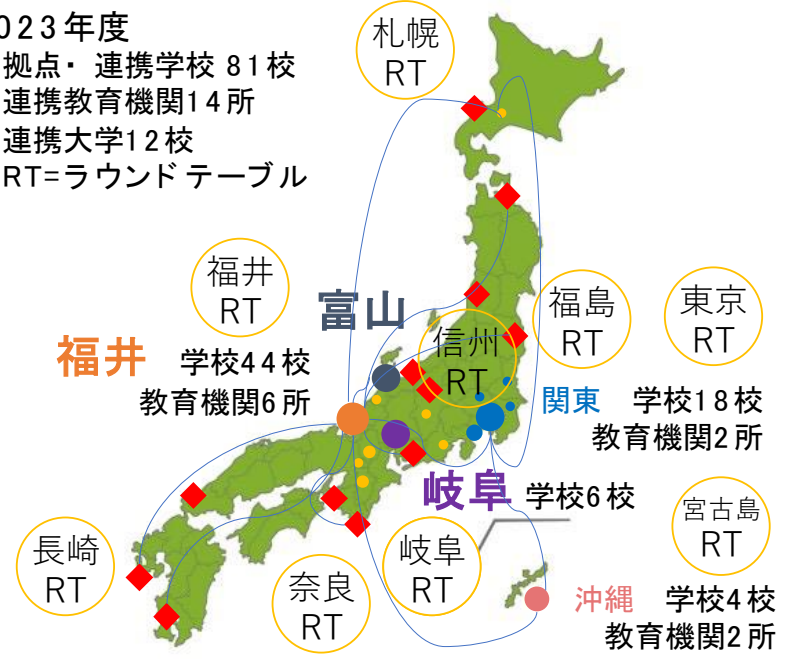 023年度
拠点・連携学校 81校
連携教育機関14所
連携大学12校
RT=ラウンドテーブル
札幌
RT
福井
RT
富山
福井
学校44校
教育機関6所
信州
RT
福島
RT
東京
RT
関東 学校18校
教育機関2所
岐阜 学校6校
宮古島
RT
長崎
RT
奈良
RT
岐阜
RT
沖縄 学校4校
教育機関2所